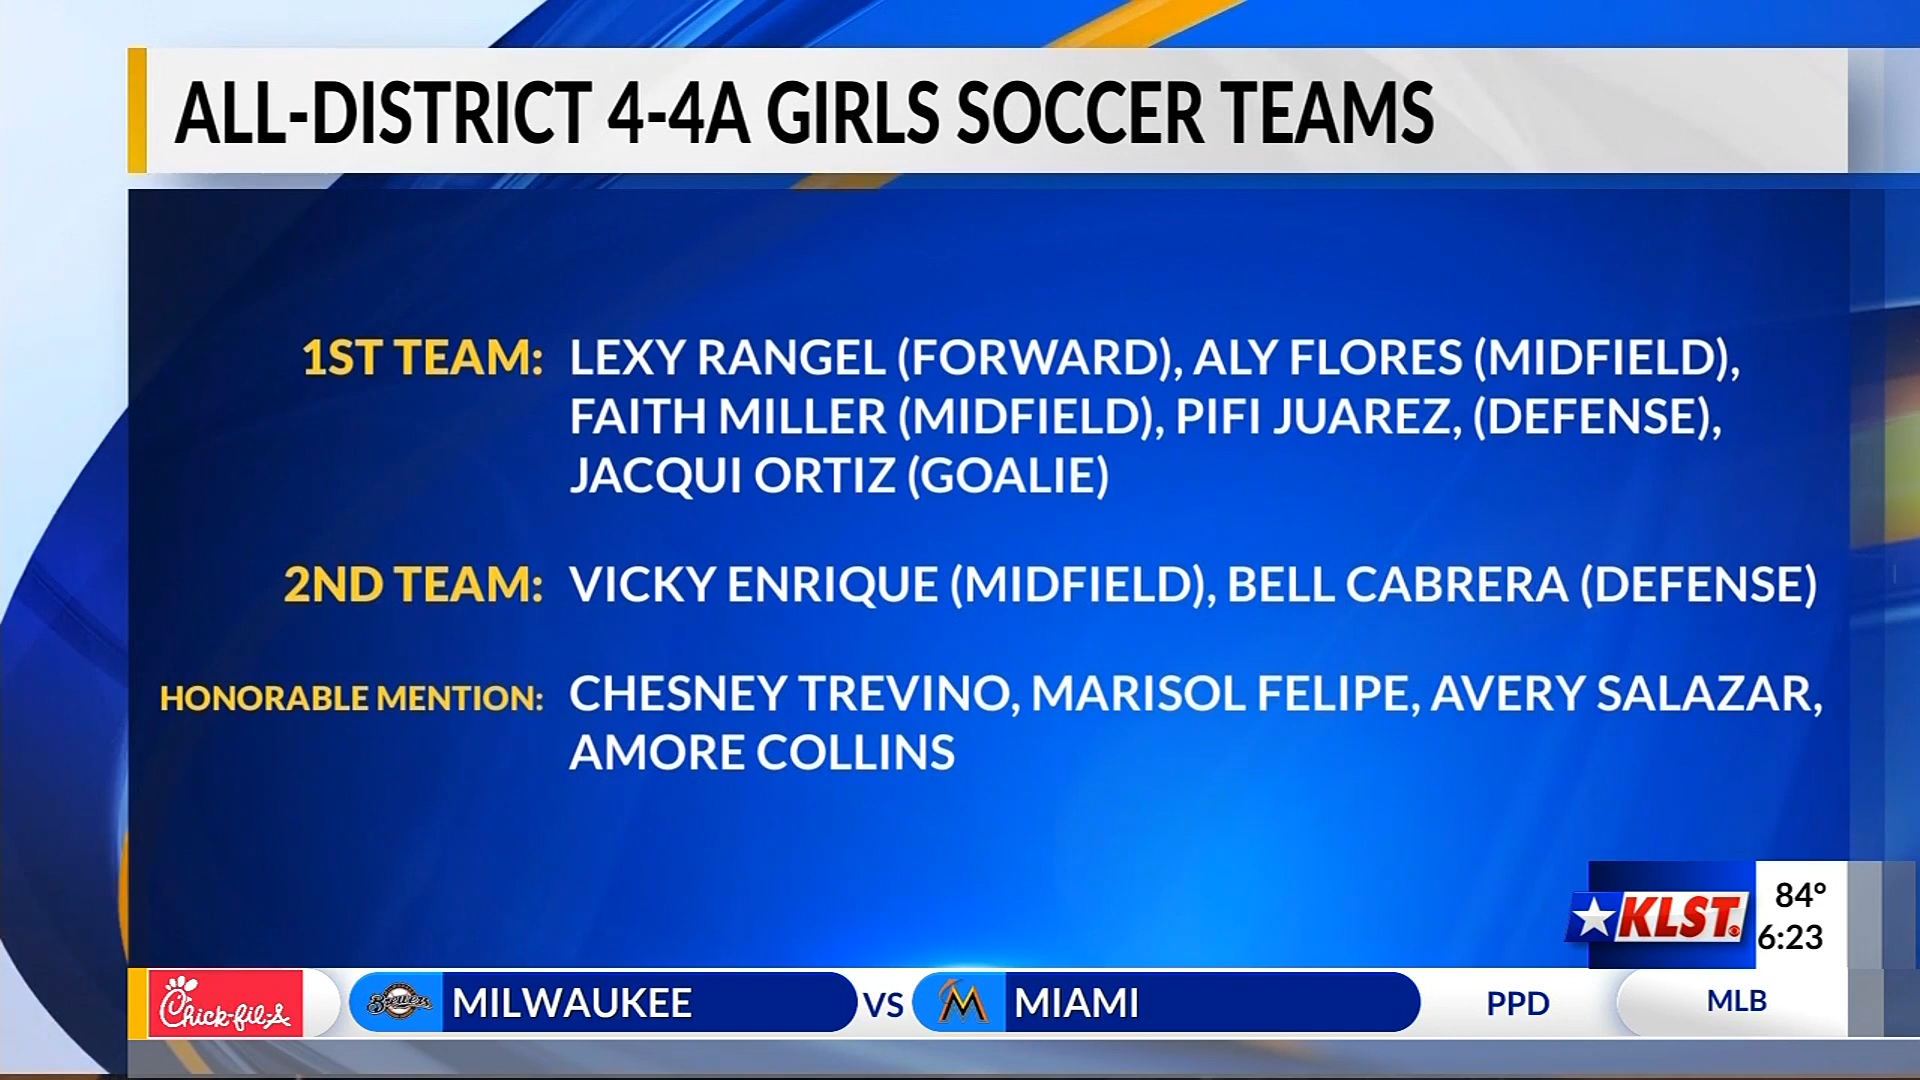 ALL-DISTRICT 4-4A GIRLS SOCCER TEAMS
1ST TEAM: LEXY RANGEL (FORWARD), ALY FLORES (MIDFIELD),
FAITH MILLER (MIDFIELD), PIFI JUAREZ, (DEFENSE),
JACQUI ORTIZ (GOALIE)
2ND TEAM: VICKY ENRIQUE (MIDFIELD), BELL CABRERA (DEFENSE)
HONORABLE MENTION: CHESNEY TREVINO, MARISOL FELIPE, AVERY SALAZAR,
AMORE COLLINS
KLST 84°
6:23
Chick-fil-A Brewers MILWAUKEE VS M MIAMI PPD MLB